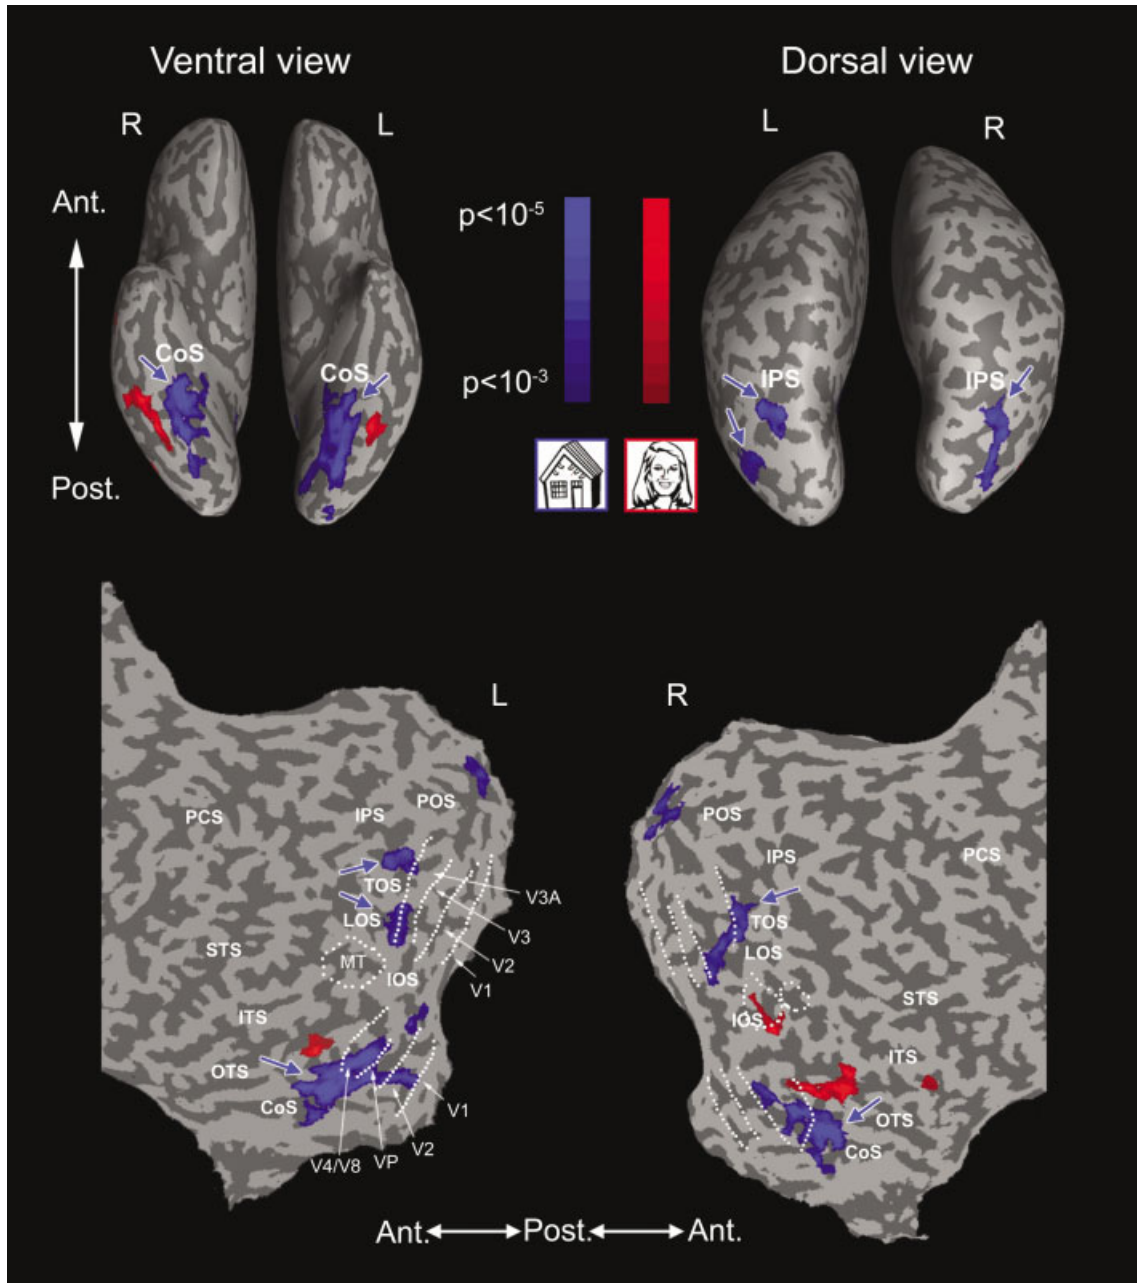 Ventral view
Dorsal view
R
L
L
R
Ant.
Post.
p<10-5
p<10-3
CoS
CoS
IPS
IPS
L
R
PCS
IPS
POS
TOS
LOS
V3A
V3
STS
MT
IOS
V2
V1
ITS
OTS
CoS
V1
V2
V4/V8
VP
POS
IPS
PCS
TOS
LOS
STS
IOS
ITS
OTS
CoS
Ant.
Post.
Ant.